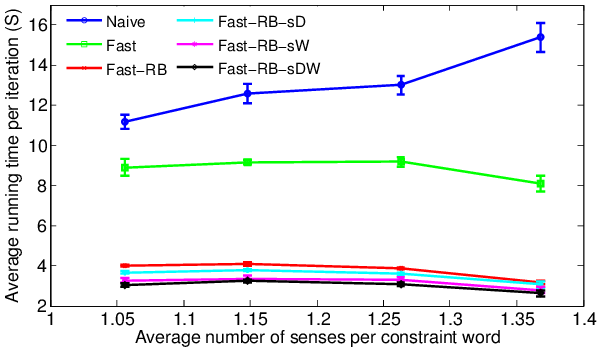 Average running time per iteration (S)
16
14
12
10
8
6
4
2
Naive
Fast
Fast−RB
Fast−RB−sD
Fast−RB−sW
Fast−RB−sDW
1
1.05
1.1
1.15
1.2
1.25
1.3
1.35
1.4
Average number of senses per constraint word